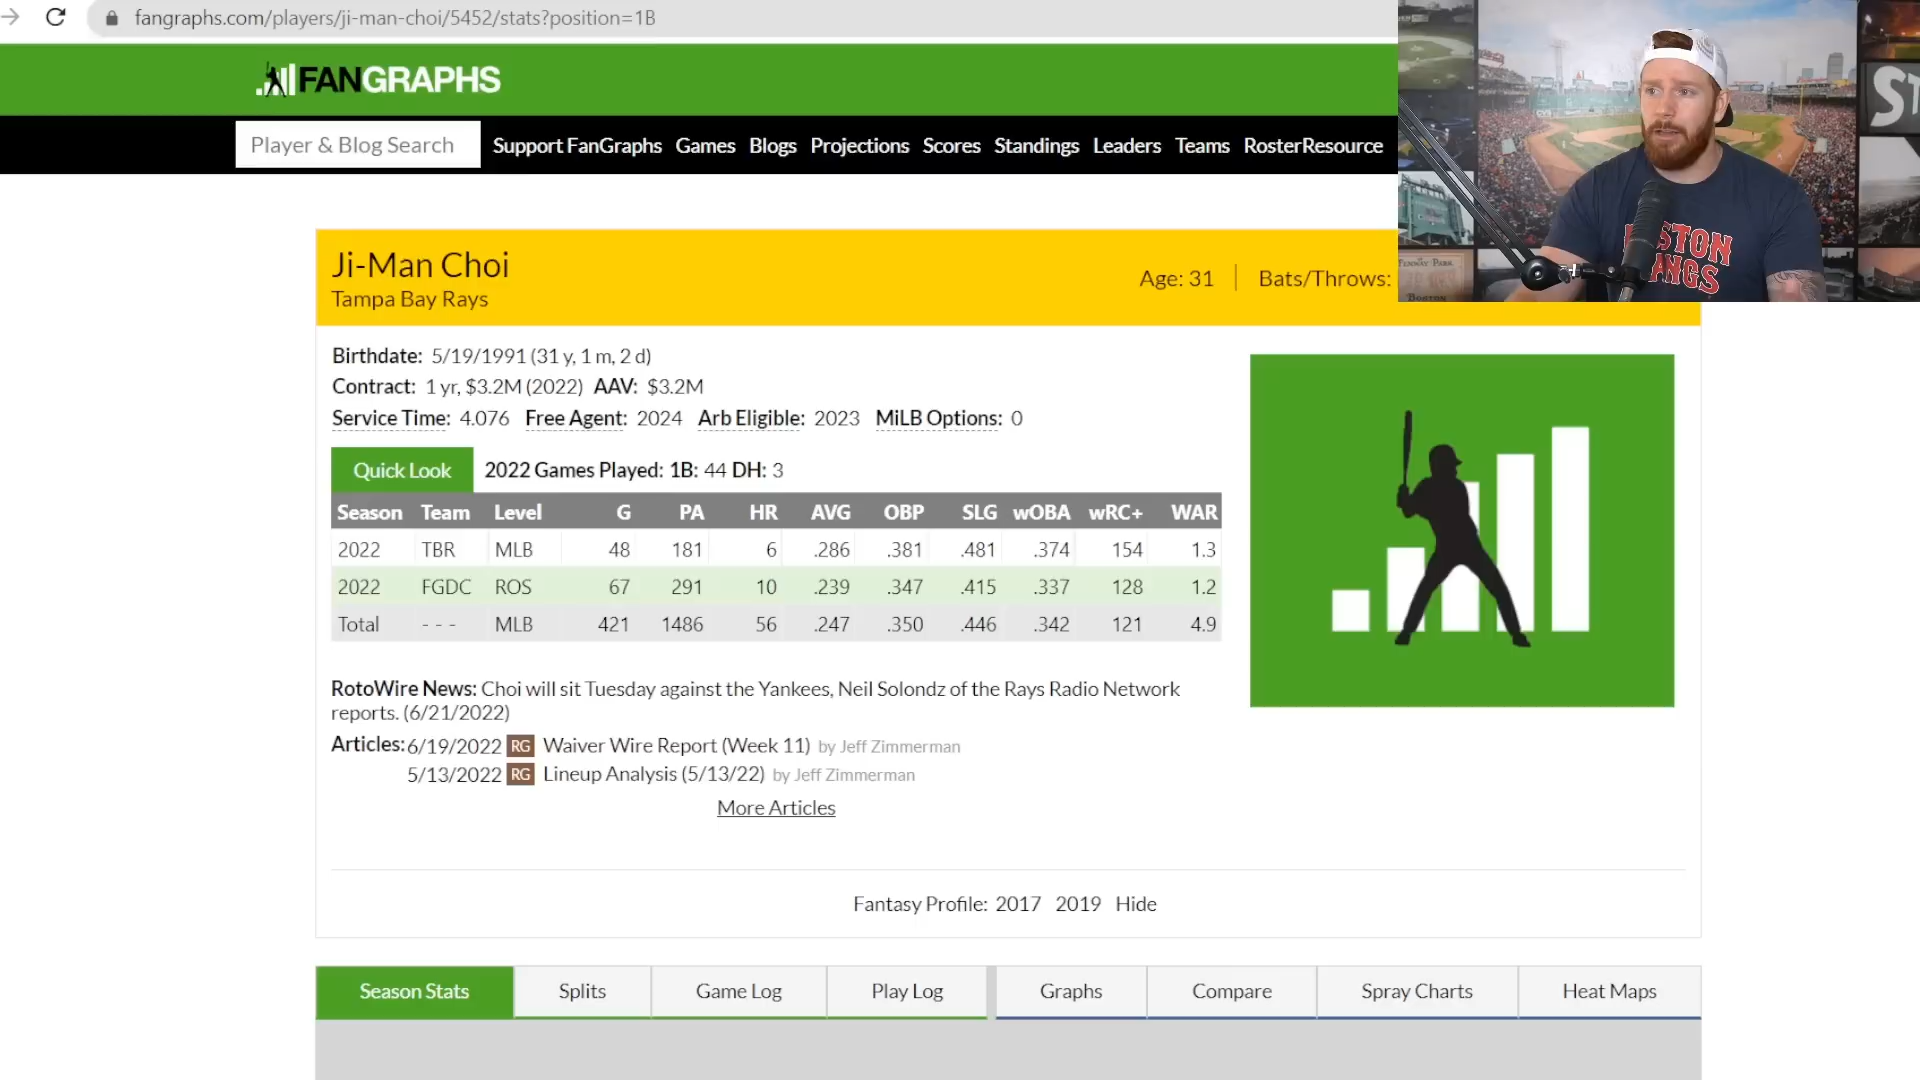 fangraphs.com/players/ji-man-choi/5452/stats?position=1B
FANGRAPHS
Player & Blog Search Support FanGraphs Games Blogs Projections Scores Standings Leaders Teams RosterResource
Ji-Man Choi
Tampa Bay Rays
Age: 31 Bats/Throws:
Birthdate: 5/19/1991 (31 y, 1 m, 2 d)
Contract: 1 yr, $3.2M (2022) AAV: $3.2M
Service Time: 4.076 Free Agent: 2024 Arb Eligible: 2023 MiLB Options: 0
Quick Look 2022 Games Played: 1B: 44 DH: 3
Season Team Level G PA HR AVG OBP SLG wOBA wRC+ WAR
2022 TBR MLB 48 181 6 .286 .381 .481 .374 154 1.3
2022 FGDC ROS 67 291 10 .239 .347 .415 .337 128 1.2
Total - - - MLB 421 1486 56 .247 .350 .446 .342 121 4.9
RotoWire News: Choi will sit Tuesday against the Yankees, Neil Solondz of the Rays Radio Network
reports. (6/21/2022)
Articles: 6/19/2022 RG Waiver Wire Report (Week 11) by Jeff Zimmerman
5/13/2022 RG Lineup Analysis (5/13/22) by Jeff Zimmerman
More Articles
Fantasy Profile: 2017 2019 Hide
Season Stats Splits Game Log Play Log Graphs Compare Spray Charts Heat Maps
FENWAY PARK
BOSTON